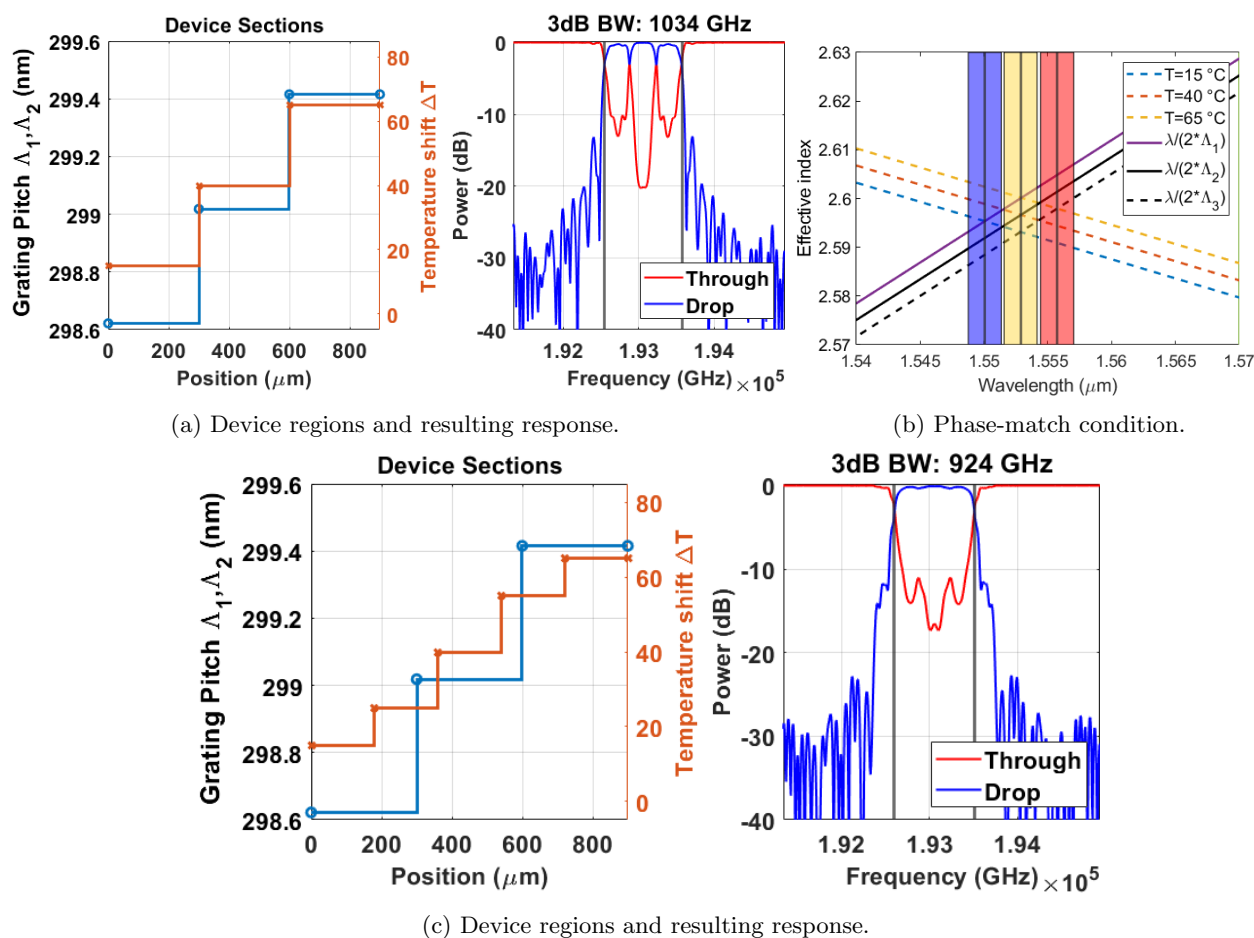 Device Sections
299.6
299.4
299.2
299
298.8
298.6
Grating Pitch Λ1,Λ2 (nm)
80
60
40
20
0
Temperature shift ΔT
0 200 400 600 800
Position (μm)
3dB BW: 1034 GHz
0
-10
-20
-30
-40
Power (dB)
Through
Drop
1.92 1.93 1.94
Frequency (GHz) ×10^5
2.63
2.62
2.61
2.6
2.59
2.58
2.57
Effective index
T=15 °C
T=40 °C
T=65 °C
λ/(2*Λ1)
λ/(2*Λ2)
λ/(2*Λ3)
1.54 1.545 1.55 1.555 1.56 1.565 1.57
Wavelength (μm)
(a) Device regions and resulting response.
(b) Phase-match condition.
Device Sections
299.6
299.4
299.2
299
298.8
298.6
Grating Pitch Λ1,Λ2 (nm)
80
60
40
20
0
Temperature shift ΔT
0 200 400 600 800
Position (μm)
3dB BW: 924 GHz
0
-10
-20
-30
-40
Power (dB)
Through
Drop
1.92 1.93 1.94
Frequency (GHz) ×10^5
(c) Device regions and resulting response.